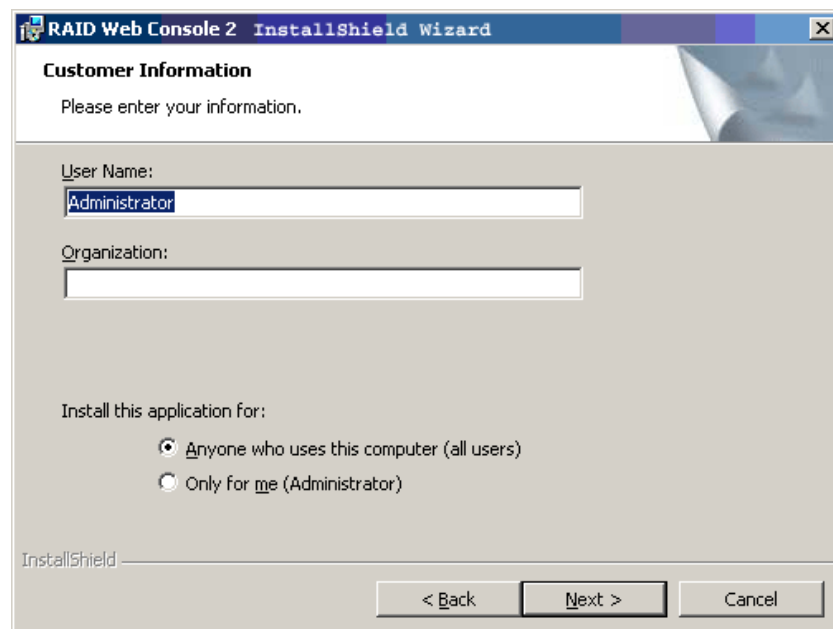 RAID Web Console 2 InstallShield Wizard
Customer Information
Please enter your information.
User Name:
Administrator
Organization:
Install this application for:
Anyone who uses this computer (all users)
Only for me (Administrator)
InstallShield
< Back Next > Cancel